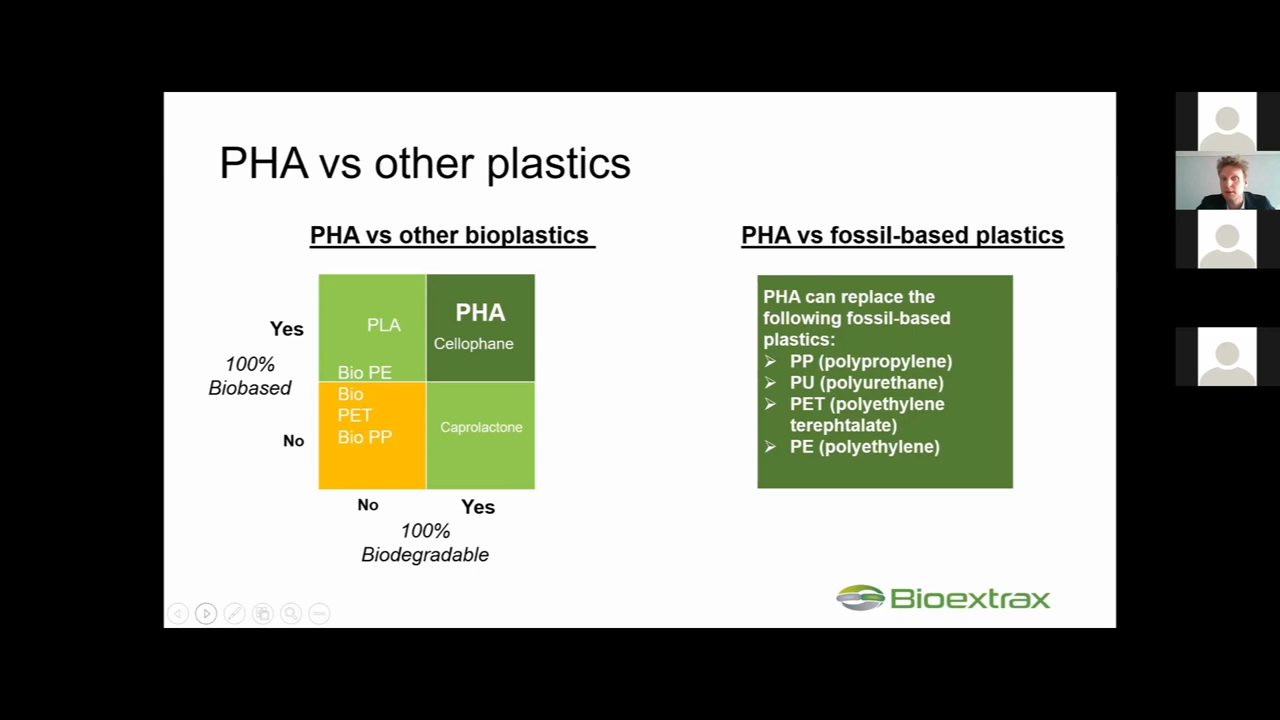 PHA vs other plastics
PHA vs other bioplastics
PHA vs fossil-based plastics
Yes
100%
Biobased
No
PLA
PHA
Cellophane
Bio PE
Bio
PET
Bio PP
Caprolactone
No
Yes
100%
Biodegradable
PHA can replace the
following fossil-based
plastics:
➢ PP (polypropylene)
➢ PU (polyurethane)
➢ PET (polyethylene
terephtalate)
➢ PE (polyethylene)
Bioextrax